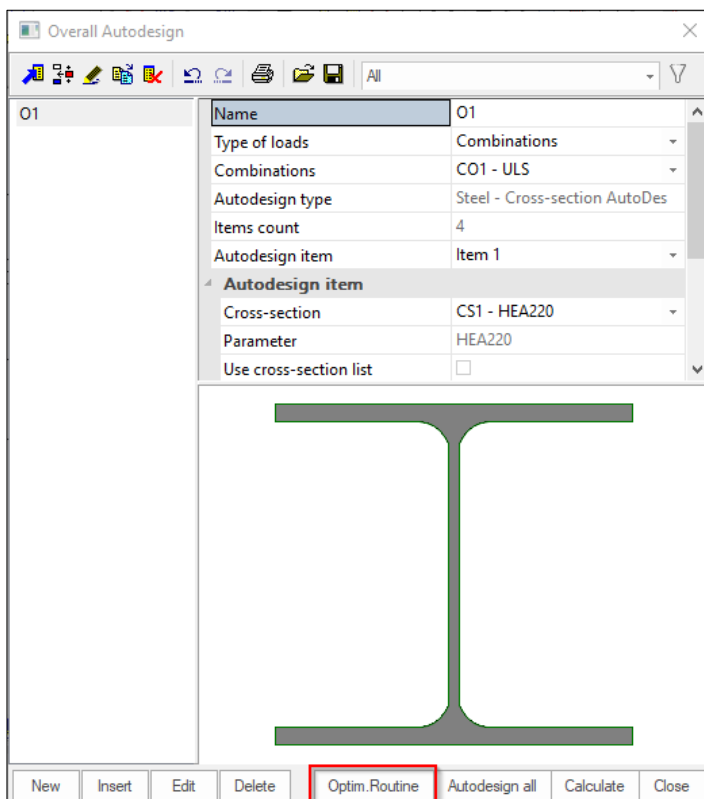 Overall Autodesign
All
O1
Name O1
Type of loads Combinations
Combinations CO1 - ULS
Autodesign type Steel - Cross-section AutoDes
Items count 4
Autodesign item Item 1
Autodesign item
Cross-section CS1 - HEA220
Parameter HEA220
Use cross-section list
New Insert Edit Delete Optim.Routine Autodesign all Calculate Close